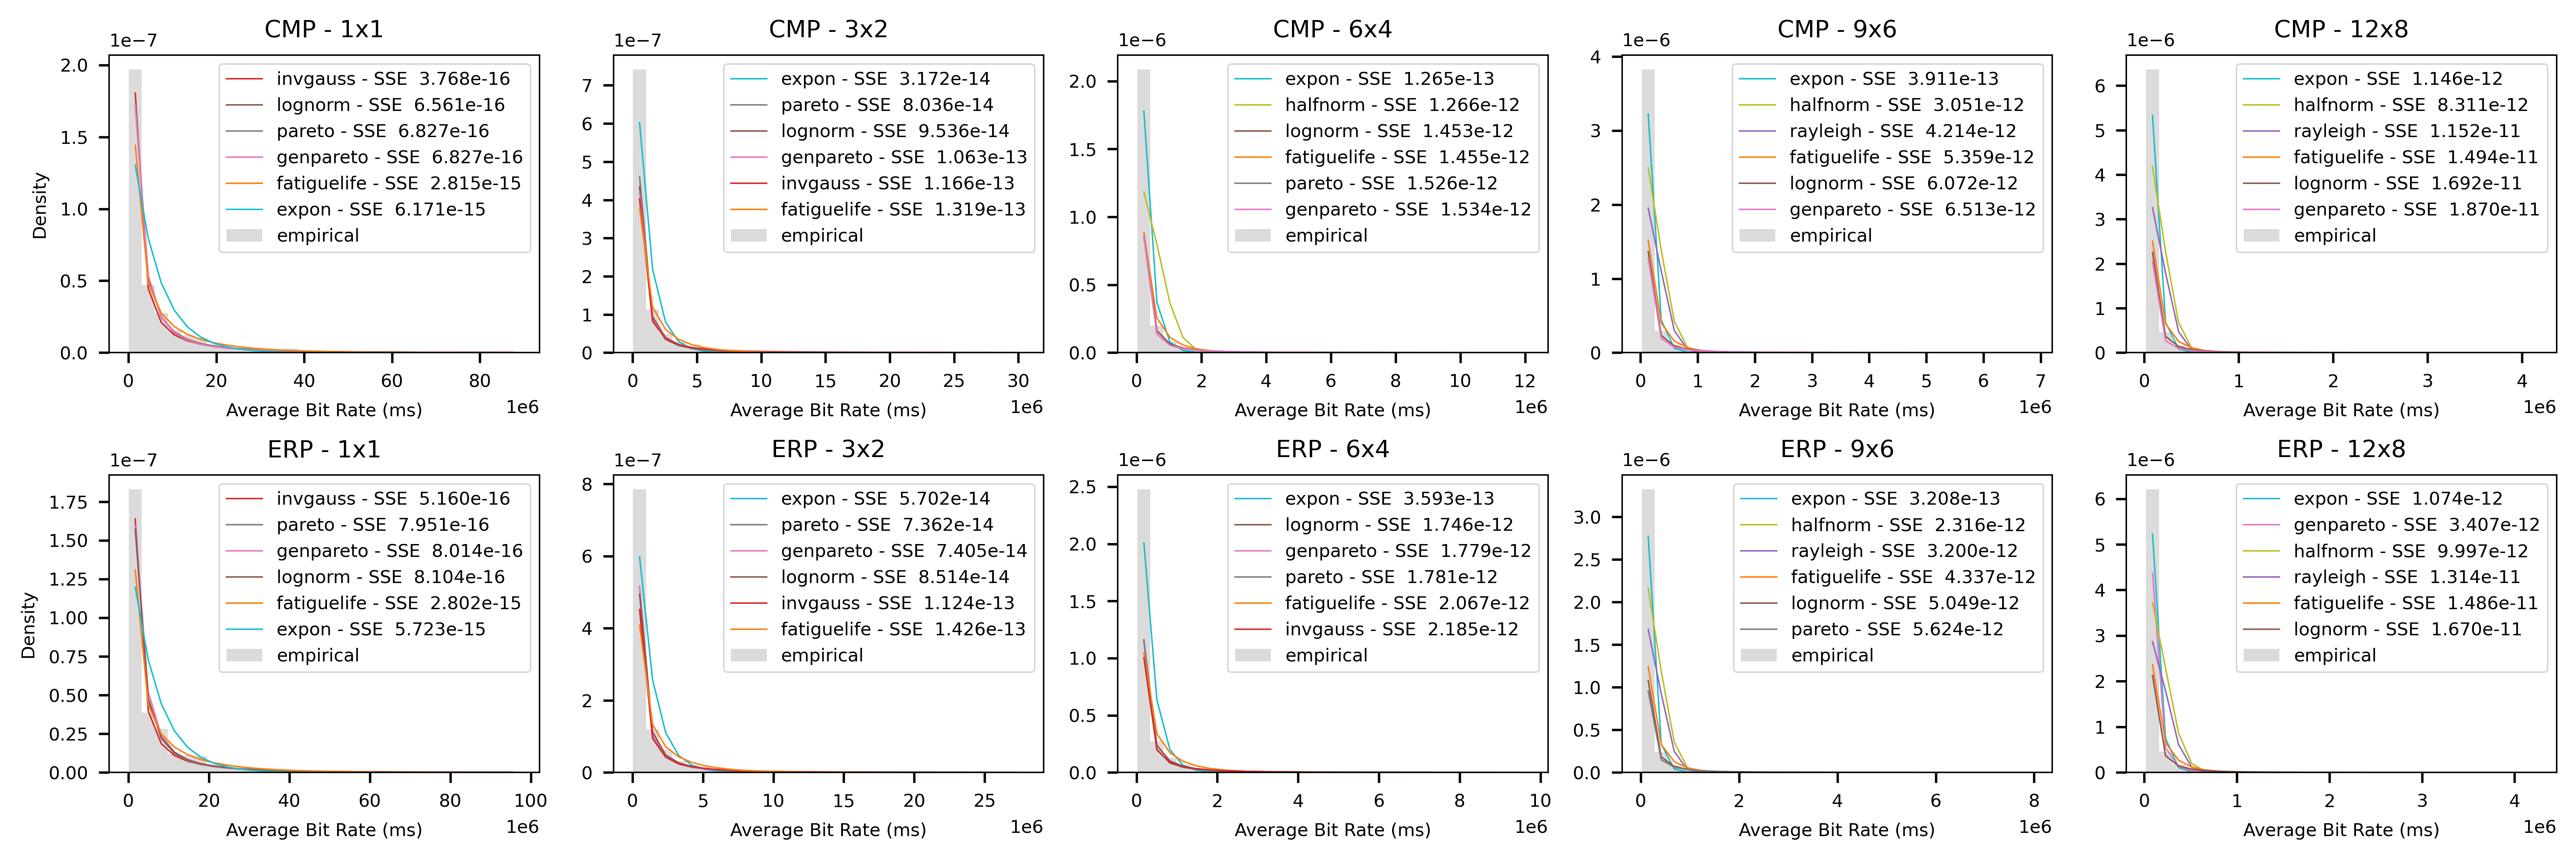 CMP - 1x1
1e−7
2.0
1.5
1.0
0.5
0.0
Density
invgauss - SSE 3.768e-16
lognorm - SSE 6.561e-16
pareto - SSE 6.827e-16
genpareto - SSE 6.827e-16
fatiguelife - SSE 2.815e-15
expon - SSE 6.171e-15
empirical
0 20 40 60 80
Average Bit Rate (ms)
1e6
CMP - 3x2
1e−7
7
6
5
4
3
2
1
0
expon - SSE 3.172e-14
pareto - SSE 8.036e-14
lognorm - SSE 9.536e-14
genpareto - SSE 1.063e-13
invgauss - SSE 1.166e-13
fatiguelife - SSE 1.319e-13
empirical
0 5 10 15 20 25 30
Average Bit Rate (ms)
1e6
CMP - 6x4
1e−6
2.0
1.5
1.0
0.5
0.0
expon - SSE 1.265e-13
halfnorm - SSE 1.266e-12
lognorm - SSE 1.453e-12
fatiguelife - SSE 1.455e-12
pareto - SSE 1.526e-12
genpareto - SSE 1.534e-12
empirical
0 2 4 6 8 10 12
Average Bit Rate (ms)
1e6
CMP - 9x6
1e−6
4
3
2
1
0
expon - SSE 3.911e-13
halfnorm - SSE 3.051e-12
rayleigh - SSE 4.214e-12
fatiguelife - SSE 5.359e-12
lognorm - SSE 6.072e-12
genpareto - SSE 6.513e-12
empirical
0 1 2 3 4 5 6 7
Average Bit Rate (ms)
1e6
CMP - 12x8
1e−6
6
5
4
3
2
1
0
expon - SSE 1.146e-12
halfnorm - SSE 8.311e-12
rayleigh - SSE 1.152e-11
fatiguelife - SSE 1.494e-11
lognorm - SSE 1.692e-11
genpareto - SSE 1.870e-11
empirical
0 1 2 3 4
Average Bit Rate (ms)
1e6
ERP - 1x1
1e−7
1.75
1.50
1.25
1.00
0.75
0.50
0.25
0.00
Density
invgauss - SSE 5.160e-16
pareto - SSE 7.951e-16
genpareto - SSE 8.014e-16
lognorm - SSE 8.104e-16
fatiguelife - SSE 2.802e-15
expon - SSE 5.723e-15
empirical
0 20 40 60 80 100
Average Bit Rate (ms)
1e6
ERP - 3x2
1e−7
8
6
4
2
0
expon - SSE 5.702e-14
pareto - SSE 7.362e-14
genpareto - SSE 7.405e-14
lognorm - SSE 8.514e-14
invgauss - SSE 1.124e-13
fatiguelife - SSE 1.426e-13
empirical
0 5 10 15 20 25
Average Bit Rate (ms)
1e6
ERP - 6x4
1e−6
2.5
2.0
1.5
1.0
0.5
0.0
expon - SSE 3.593e-13
lognorm - SSE 1.746e-12
genpareto - SSE 1.779e-12
pareto - SSE 1.781e-12
fatiguelife - SSE 2.067e-12
invgauss - SSE 2.185e-12
empirical
0 2 4 6 8 10
Average Bit Rate (ms)
1e6
ERP - 9x6
1e−6
3.0
2.5
2.0
1.5
1.0
0.5
0.0
expon - SSE 3.208e-13
halfnorm - SSE 2.316e-12
rayleigh - SSE 3.200e-12
fatiguelife - SSE 4.337e-12
lognorm - SSE 5.049e-12
pareto - SSE 5.624e-12
empirical
0 2 4 6 8
Average Bit Rate (ms)
1e6
ERP - 12x8
1e−6
6
5
4
3
2
1
0
expon - SSE 1.074e-12
genpareto - SSE 3.407e-12
halfnorm - SSE 9.997e-12
rayleigh - SSE 1.314e-11
fatiguelife - SSE 1.486e-11
lognorm - SSE 1.670e-11
empirical
0 1 2 3 4
Average Bit Rate (ms)
1e6